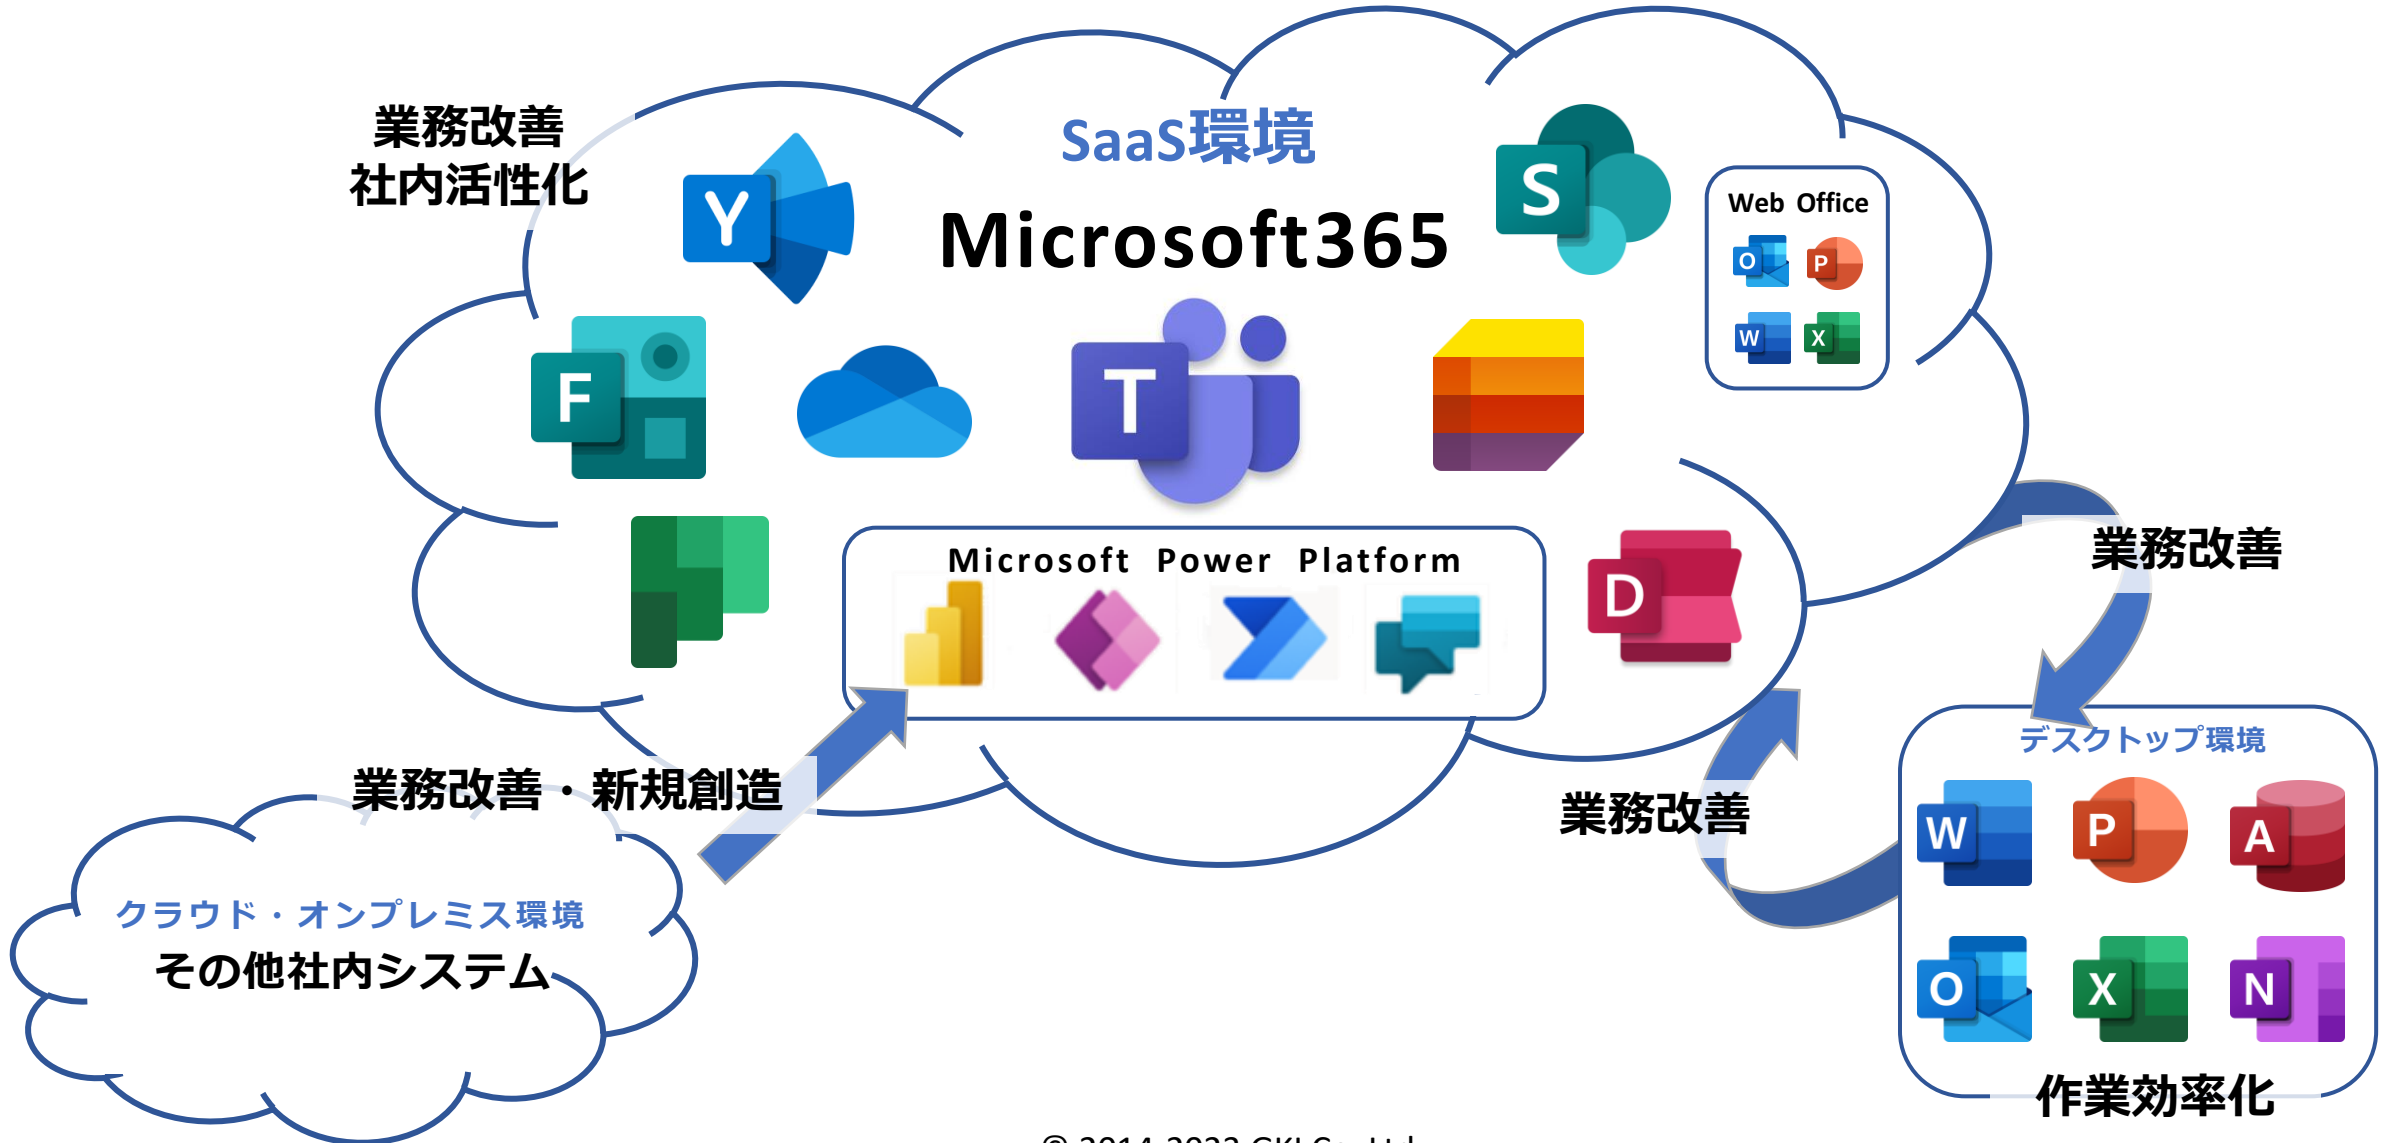 業務改善
社内活性化
SaaS環境
Microsoft365
Y
S
Web Office
O
P
W
X
F
T
Microsoft Power Platform
D
業務改善
業務改善・新規創造
業務改善
クラウド・オンプレミス環境
その他社内システム
デスクトップ環境
W
P
A
O
X
N
作業効率化